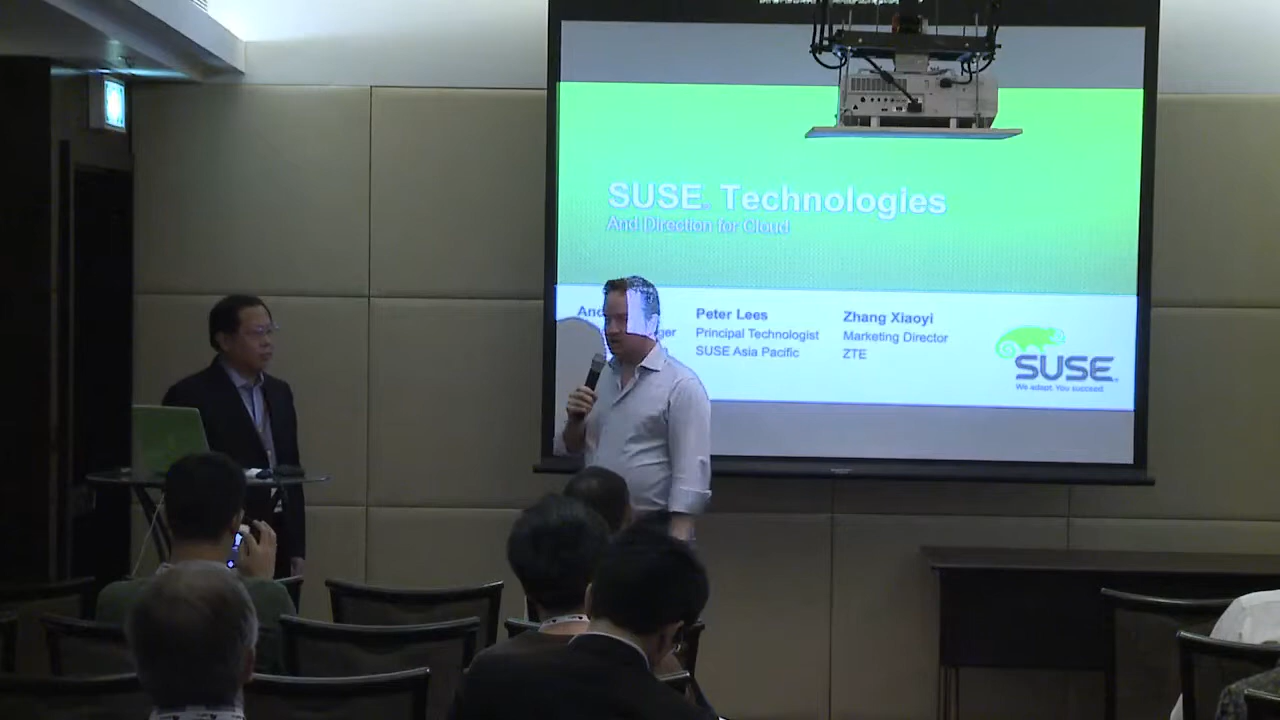 SUSE Technologies
And Direction for Cloud
Peter Lees
Principal Technologist
SUSE Asia Pacific
Zhang Xiaoyi
Marketing Director
ZTE
SUSE
We adapt. You succeed.